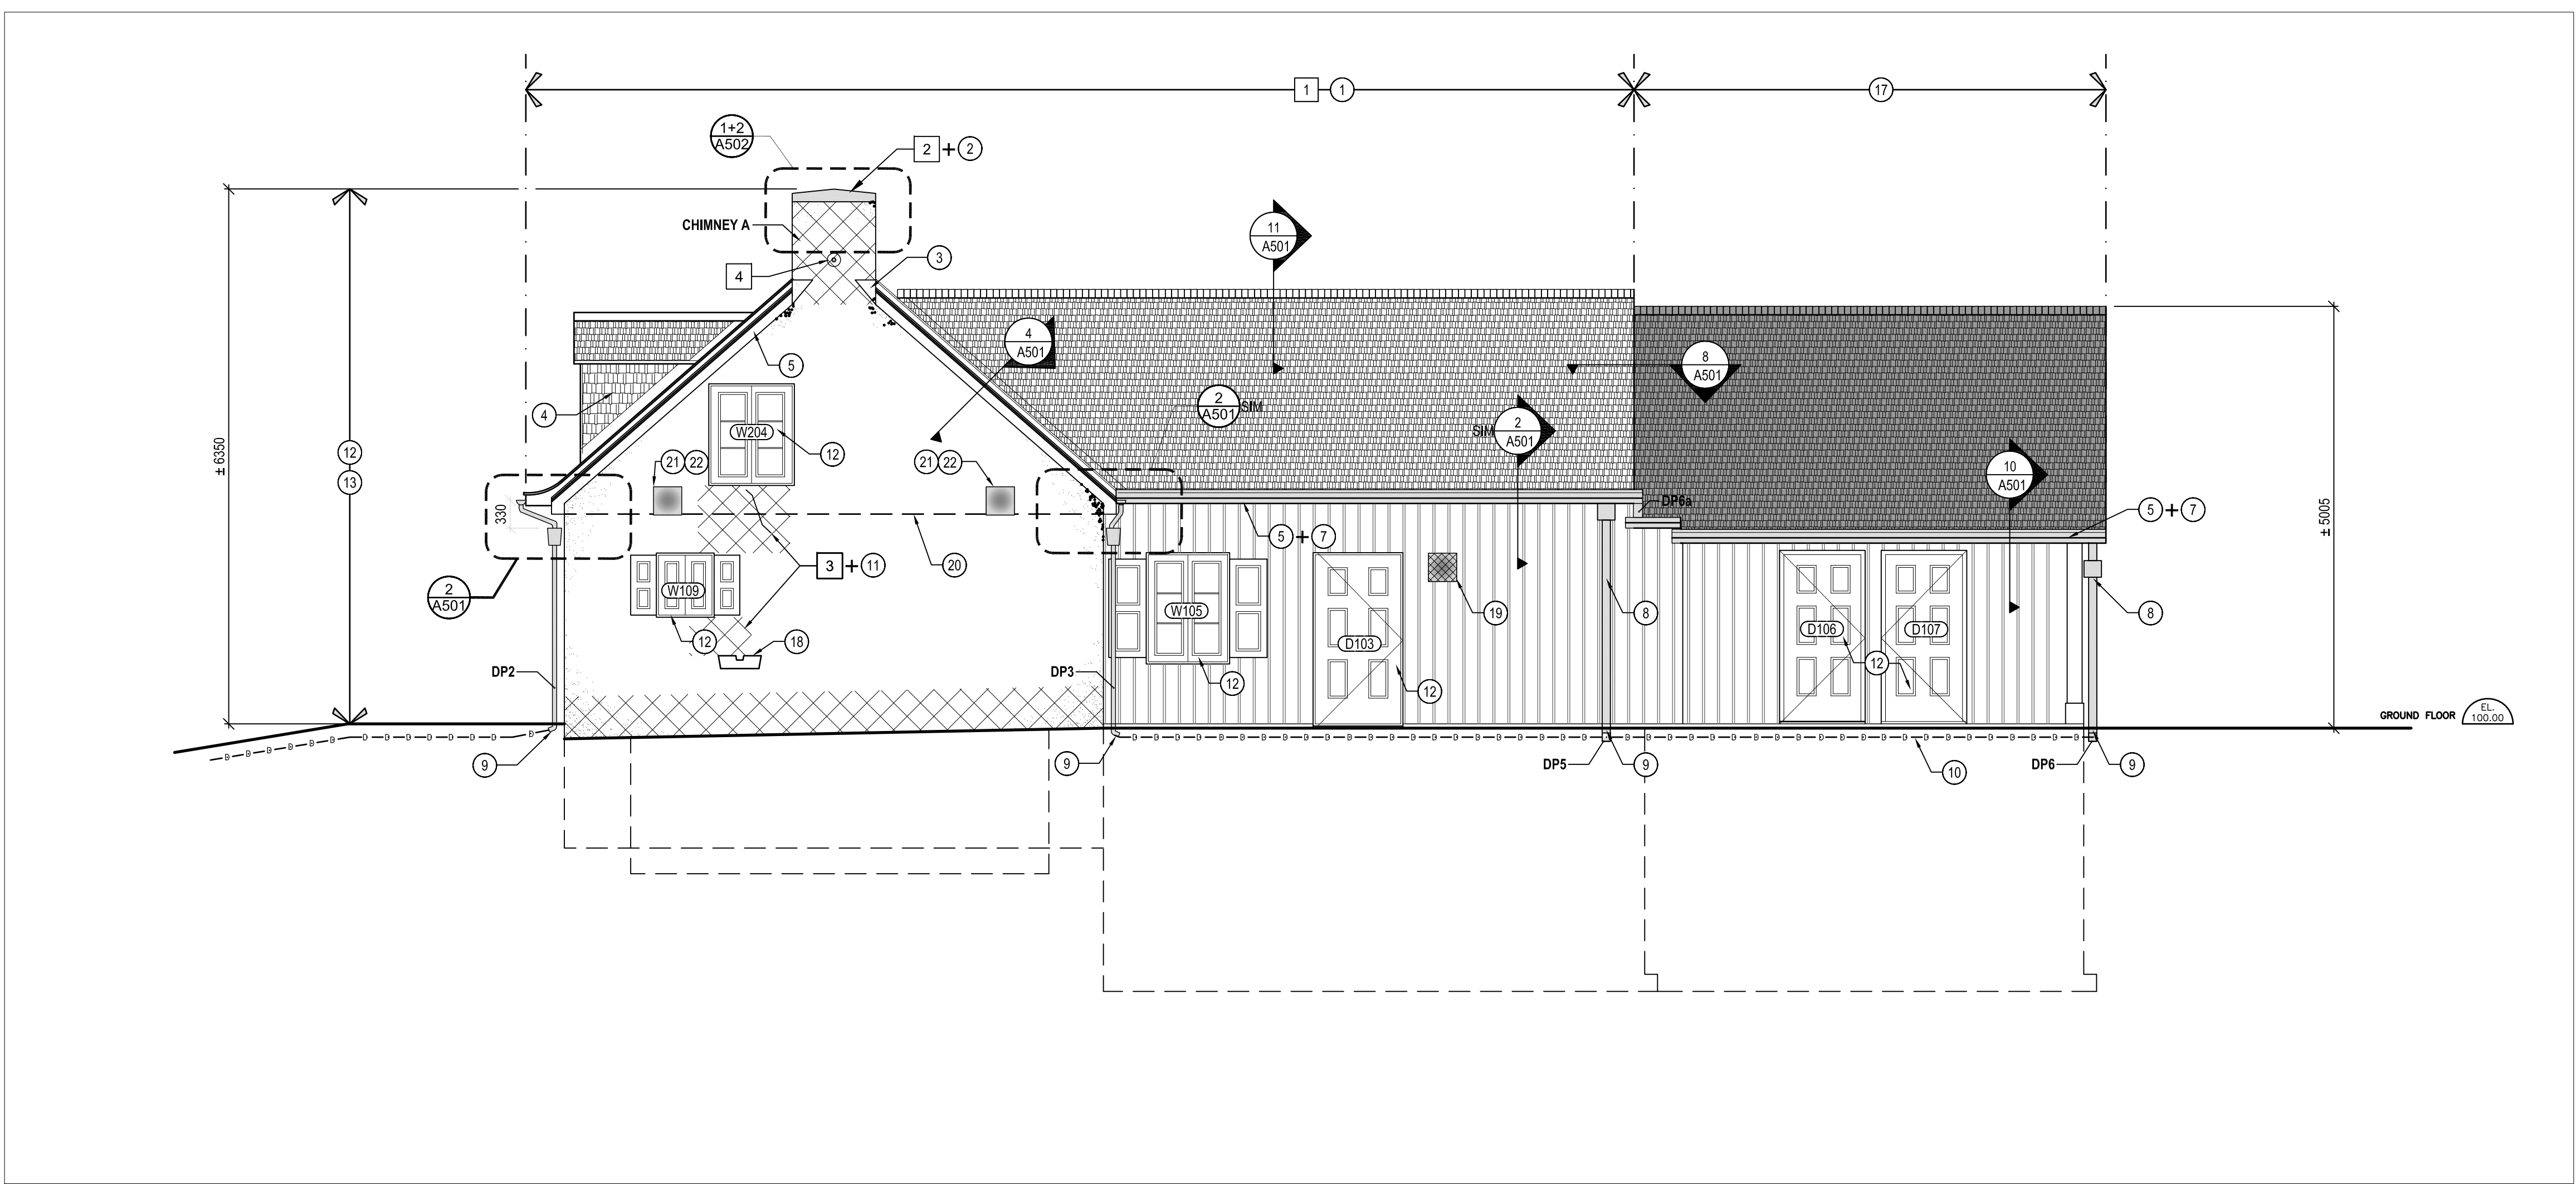 1 1
17
1+2
A502
2 + 2
CHIMNEY A
4
3
11
A501
4
A501
8
A501
5
2
A501 SIM
4
SIM 2
A501
± 6350
12
13
W204
12
21 22
21 22
10
A501
330
DP6a
5 + 7
± 5005
5 + 7
3 + 11
20
2
A501
W109
12
18
W105
12
19
8
D103
12
D106
D107
12
8
DP2
DP3
GROUND FLOOR
EL.
100.00
D D D D D D D D
9
9
DP5
9
10
DP6
9